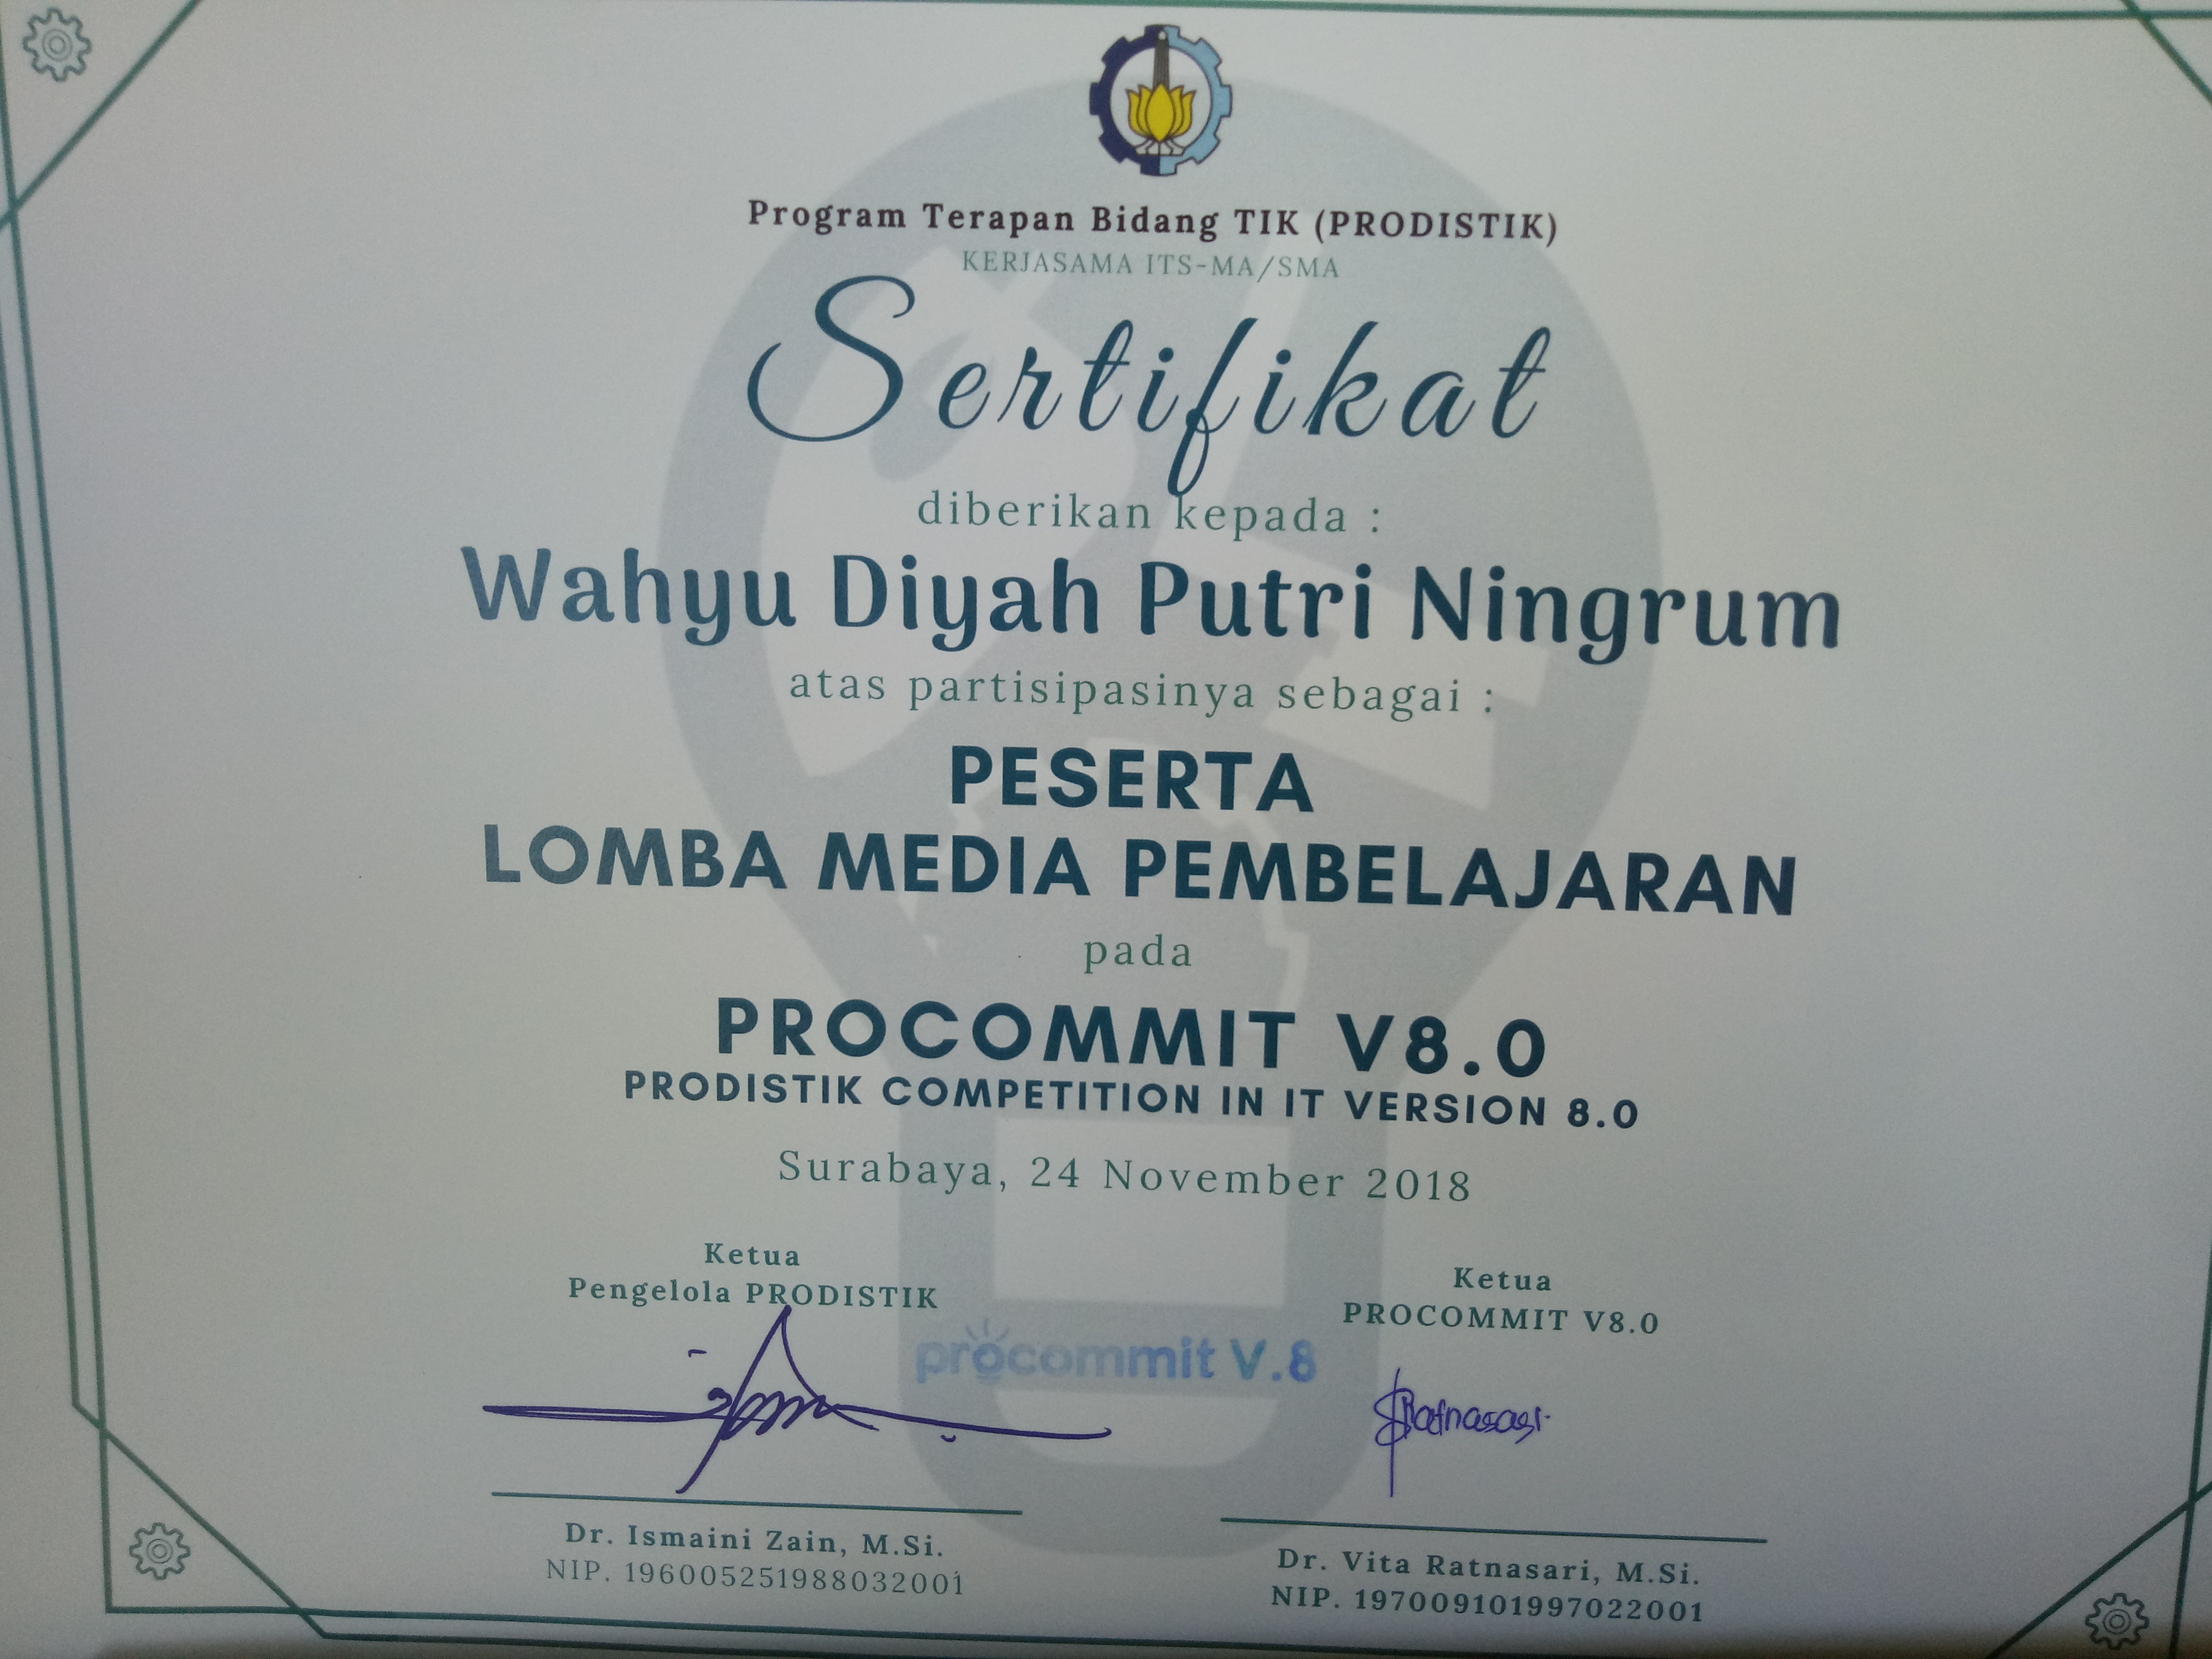 Program Terapan Bidang TIK (PRODISTIK)
KERJASAMA ITS-MA/SMA
Sertifikat
diberikan kepada :
Wahyu Diyah Putri Ningrum
atas partisipasinya sebagai :
PESERTA
LOMBA MEDIA PEMBELAJARAN
pada
PROCOMMIT V8.0
PRODISTIK COMPETITION IN IT VERSION 8.0
Surabaya, 24 November 2018
Ketua
Pengelola PRODISTIK
Ketua
PROCOMMIT V8.0
procommit V.8
Ratnasari
Dr. Ismaini Zain, M.Si.
NIP. 196005251988032001
Dr. Vita Ratnasari, M.Si.
NIP. 197009101997022001